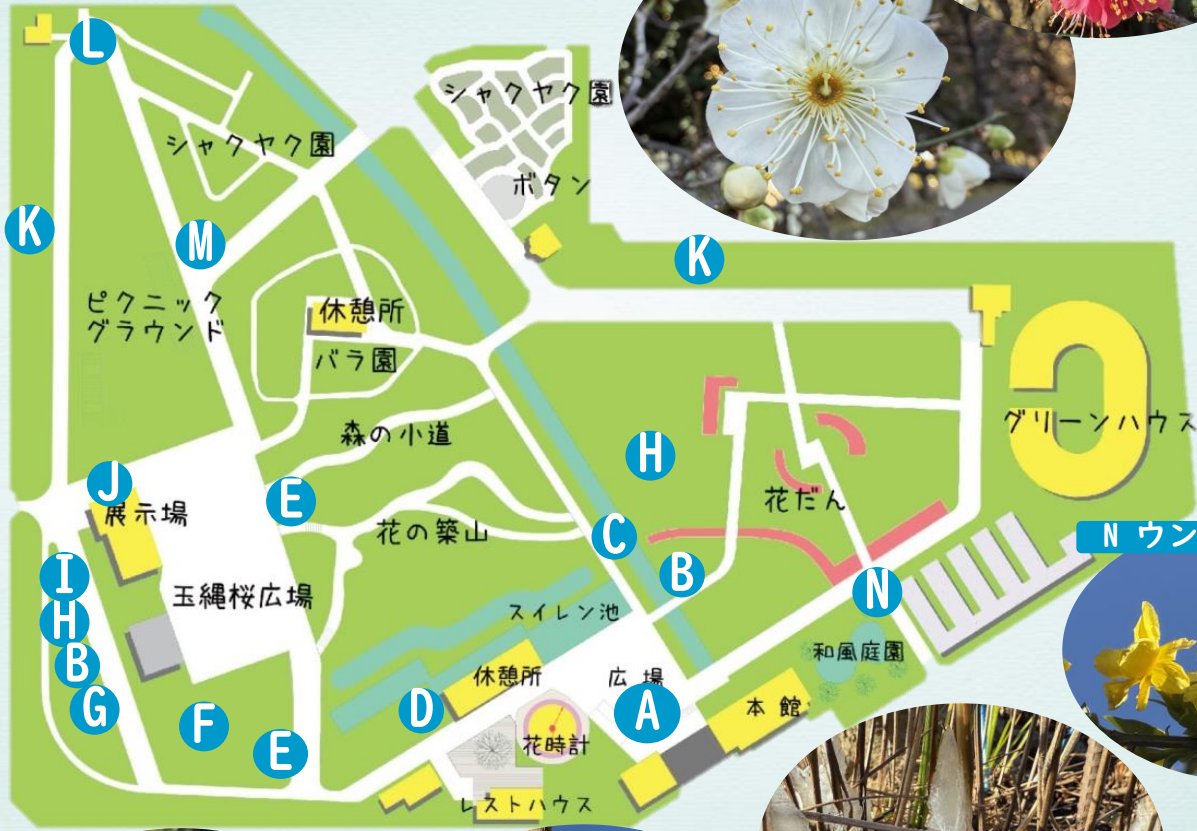 L
シャクヤク園
シャクヤク園
ボタン
K
M
K
ピクニック
グラウンド
休憩所
バラ園
グリーンハウス
森の小道
H
J
展示場
E
花だん
花の築山
C
N ウン
I
B
玉縄桜広場
スイレン池
N
H
和風庭園
B
休憩所
広場
G
F
D
A
本館
E
花時計
レストハウス